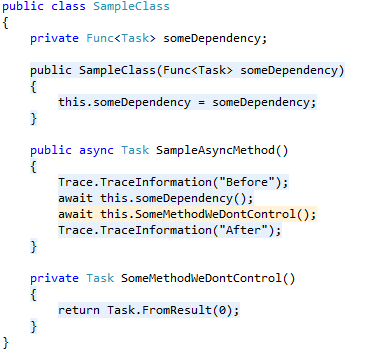 public class SampleClass
{
    private Func<Task> someDependency;

    public SampleClass(Func<Task> someDependency)
    {
        this.someDependency = someDependency;
    }

    public async Task SampleAsyncMethod()
    {
        Trace.TraceInformation("Before");
        await this.someDependency();
        await this.SomeMethodWeDontControl();
        Trace.TraceInformation("After");
    }

    private Task SomeMethodWeDontControl()
    {
        return Task.FromResult(0);
    }
}